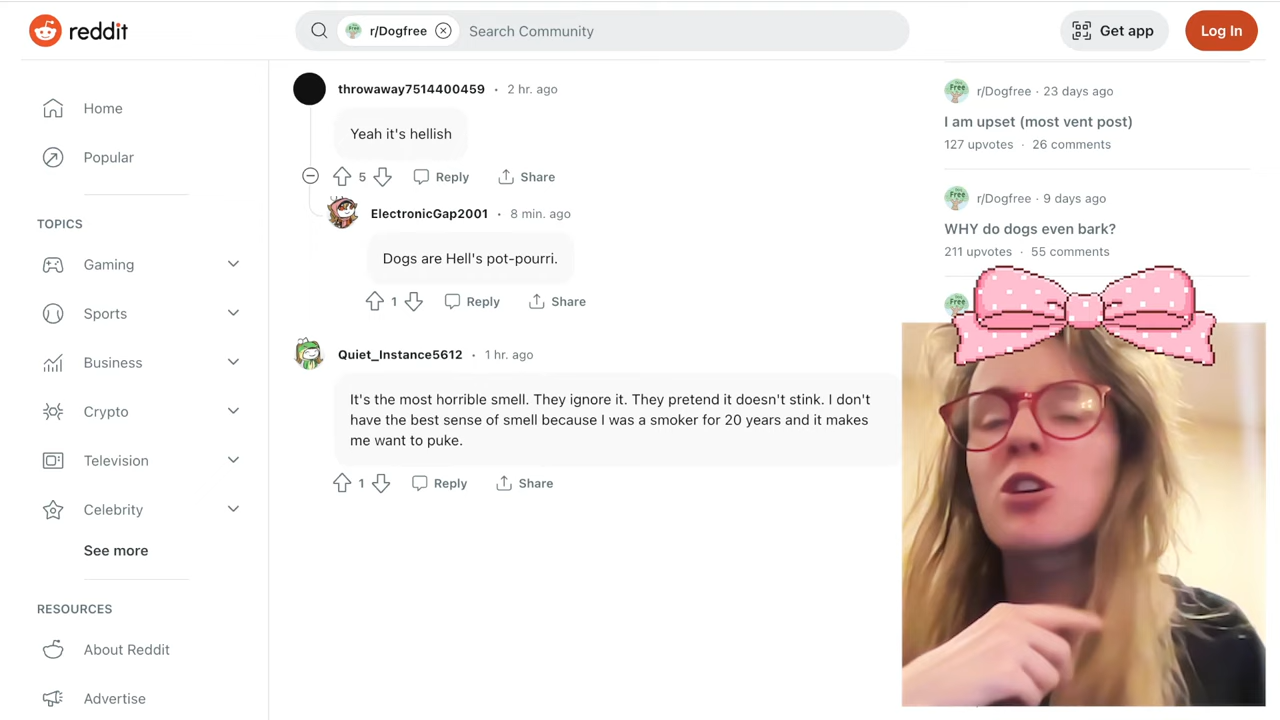 reddit
r/Dogfree
Search Community
Get app
Log In
Home
Popular
TOPICS
Gaming
Sports
Business
Crypto
Television
Celebrity
See more
RESOURCES
About Reddit
Advertise
throwaway7514400459 • 2 hr. ago
Yeah it's hellish
5 Reply Share
ElectronicGap2001 • 8 min. ago
Dogs are Hell's pot-pourri.
1 Reply Share
Quiet_Instance5612 • 1 hr. ago
It's the most horrible smell. They ignore it. They pretend it doesn't stink. I don't
have the best sense of smell because I was a smoker for 20 years and it makes
me want to puke.
1 Reply Share
Free r/Dogfree · 23 days ago
I am upset (most vent post)
127 upvotes · 26 comments
Free r/Dogfree · 9 days ago
WHY do dogs even bark?
211 upvotes · 55 comments